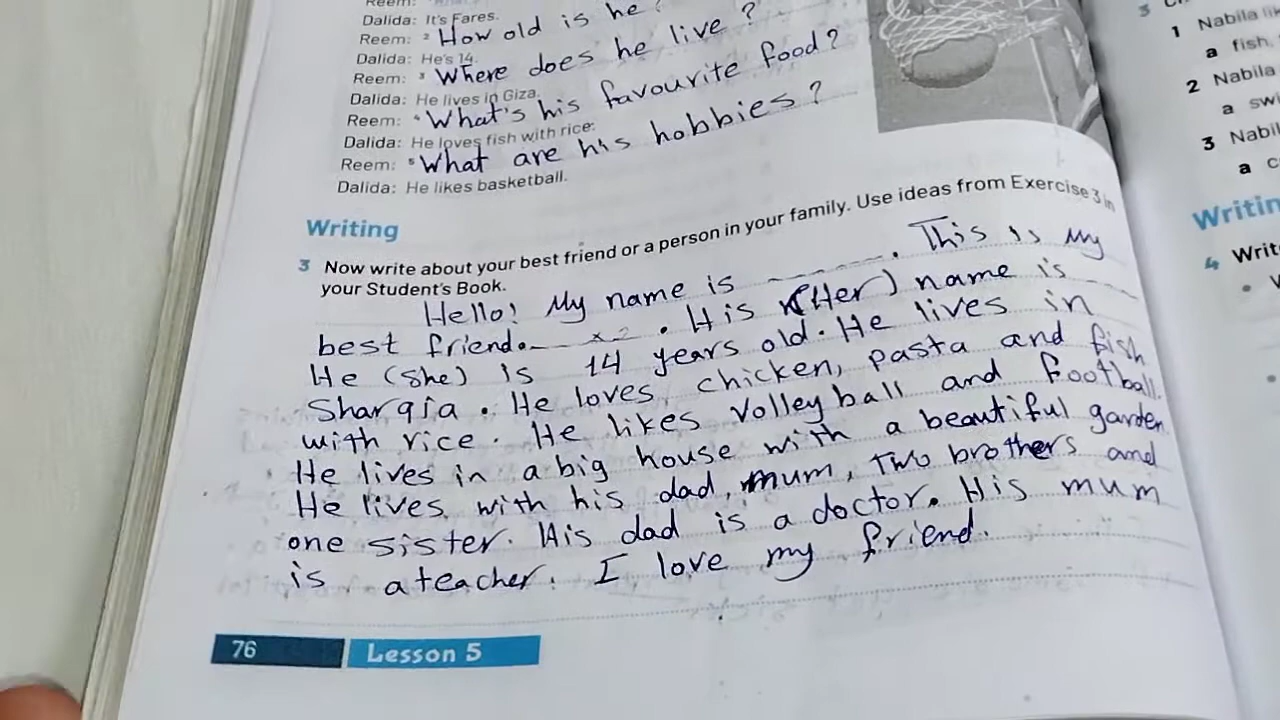 Reem:
Dalida: It's Fares.
Reem: 2 How old is he?
Dalida: He's 14.
Reem: 3 Where does he live?
Dalida: He lives in Giza.
Reem: 4 What's his favourite food?
Dalida: He loves fish with rice.
Reem: 5 What are his hobbies?
Dalida: He likes basketball.
Writing
3 Now write about your best friend or a person in your family. Use ideas from Exercise 3 in
your Student's Book.
Hello! My name is ______. This is my
best friend. ___x2___. His (Her) name is ______
He (she) is 14 years old. He lives in
Sharqia. He loves chicken, pasta and fish
with rice. He likes Volleyball and Football.
He lives in a big house with a beautiful garden
He lives with his dad, mum, two brothers and
one sister. His dad is a doctor. His mum
is a teacher. I love my friend.
76 Lesson 5
3
1 Nabila
a fish,
2 Nabila
a
3
a
Writin
4